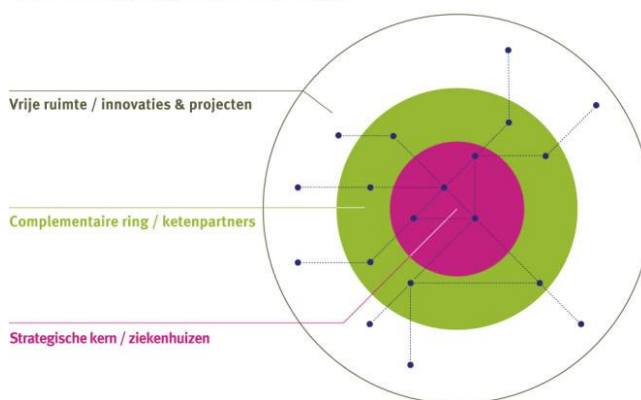 Vrije ruimte / innovaties & projecten
Complementaire ring / ketenpartners
Strategische kern / ziekenhuizen